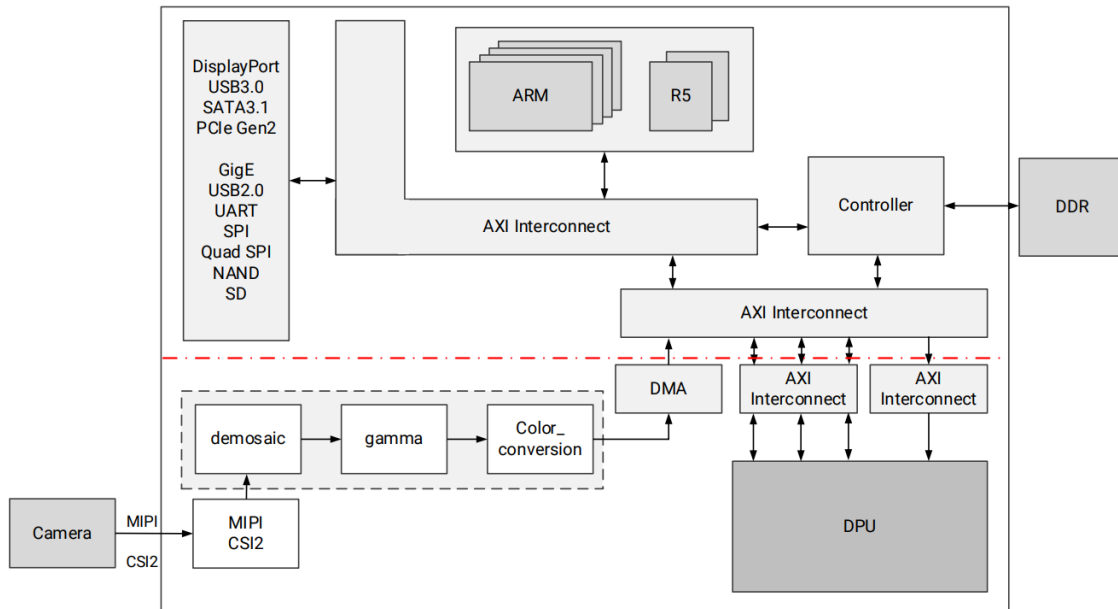 DisplayPort
USB3.0
SATA3.1
PCIe Gen2
GigE
USB2.0
UART
SPI
Quad SPI
NAND
SD
ARM
R5
AXI Interconnect
Controller
DDR
AXI Interconnect
DMA
AXI
Interconnect
AXI
Interconnect
demosaic
gamma
Color_
conversion
Camera
MIPI
CSI2
MIPI
CSI2
DPU